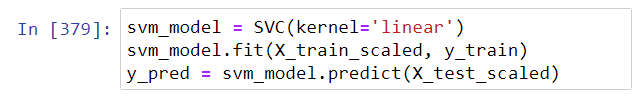 In [379]: svm_model = SVC(kernel='linear')
svm_model.fit(X_train_scaled, y_train)
y_pred = svm_model.predict(X_test_scaled)